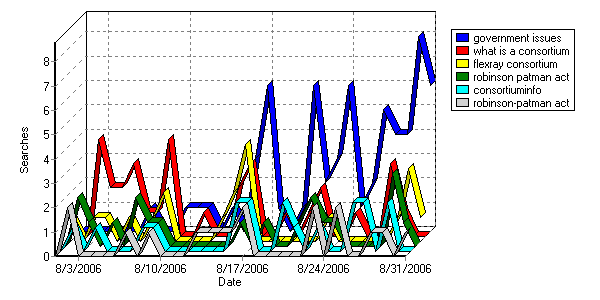 government issues
what is a consortium
flexray consortium
robinson patman act
consortiuminfo
robinson-patman act
Searches
8
7
6
5
4
3
2
1
0
8/3/2006 8/10/2006 8/17/2006 8/24/2006 8/31/2006
Date